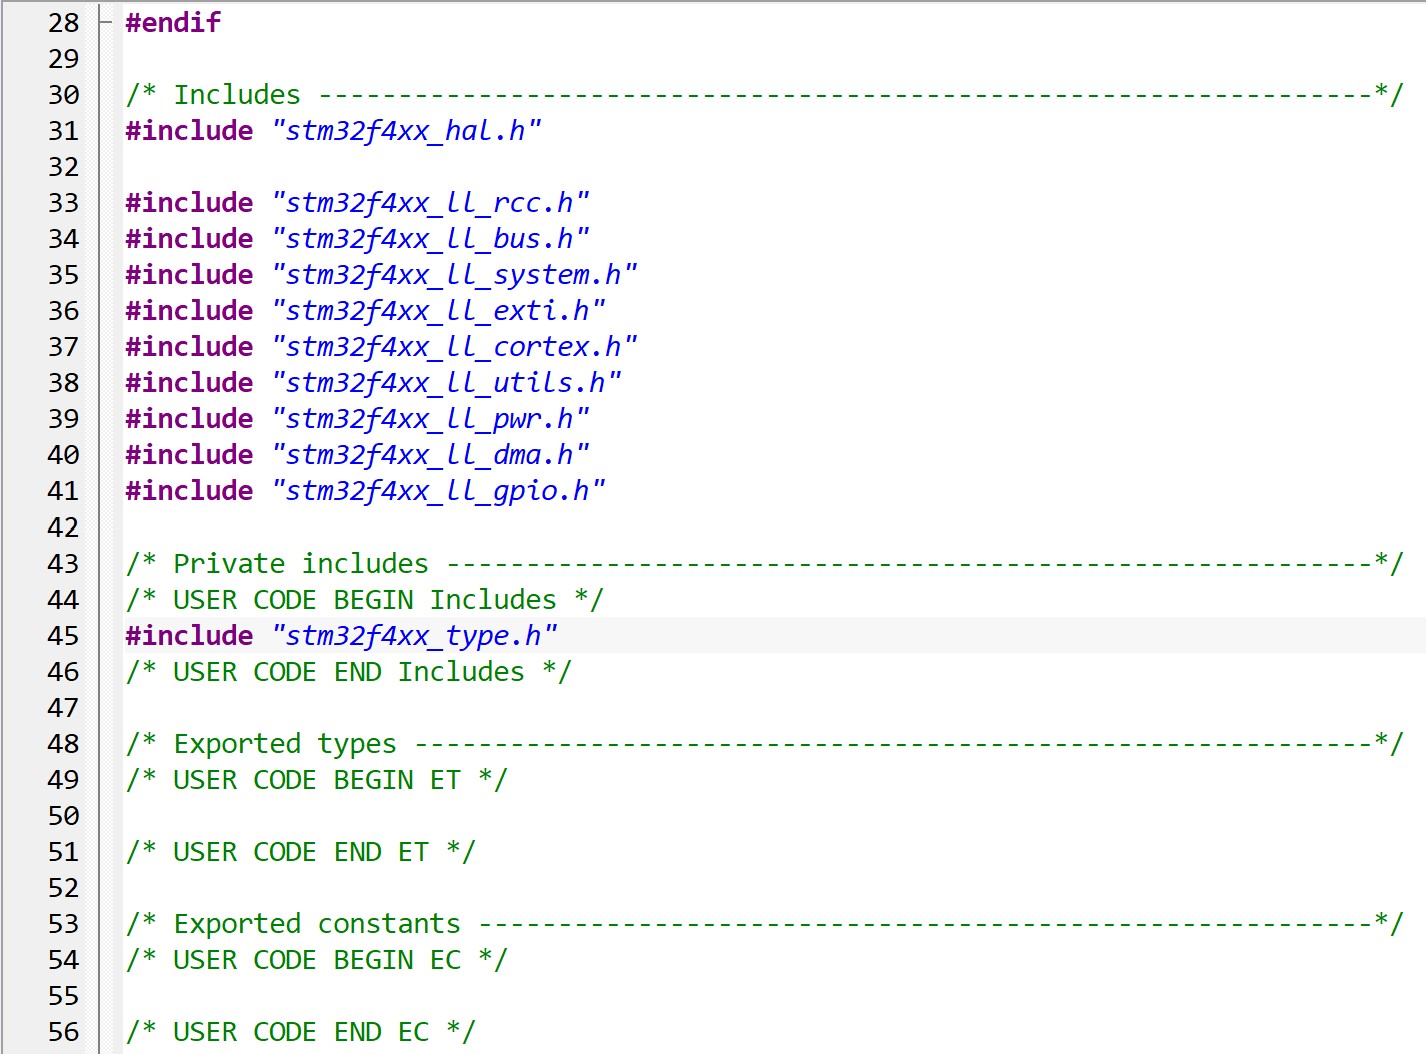 28 #endif
29
30 /* Includes ------------------------------------------------------------------*/
31 #include "stm32f4xx_hal.h"
32
33 #include "stm32f4xx_ll_rcc.h"
34 #include "stm32f4xx_ll_bus.h"
35 #include "stm32f4xx_ll_system.h"
36 #include "stm32f4xx_ll_exti.h"
37 #include "stm32f4xx_ll_cortex.h"
38 #include "stm32f4xx_ll_utils.h"
39 #include "stm32f4xx_ll_pwr.h"
40 #include "stm32f4xx_ll_dma.h"
41 #include "stm32f4xx_ll_gpio.h"
42
43 /* Private includes ----------------------------------------------------------*/
44 /* USER CODE BEGIN Includes */
45 #include "stm32f4xx_type.h"
46 /* USER CODE END Includes */
47
48 /* Exported types ------------------------------------------------------------*/
49 /* USER CODE BEGIN ET */
50
51 /* USER CODE END ET */
52
53 /* Exported constants --------------------------------------------------------*/
54 /* USER CODE BEGIN EC */
55
56 /* USER CODE END EC */